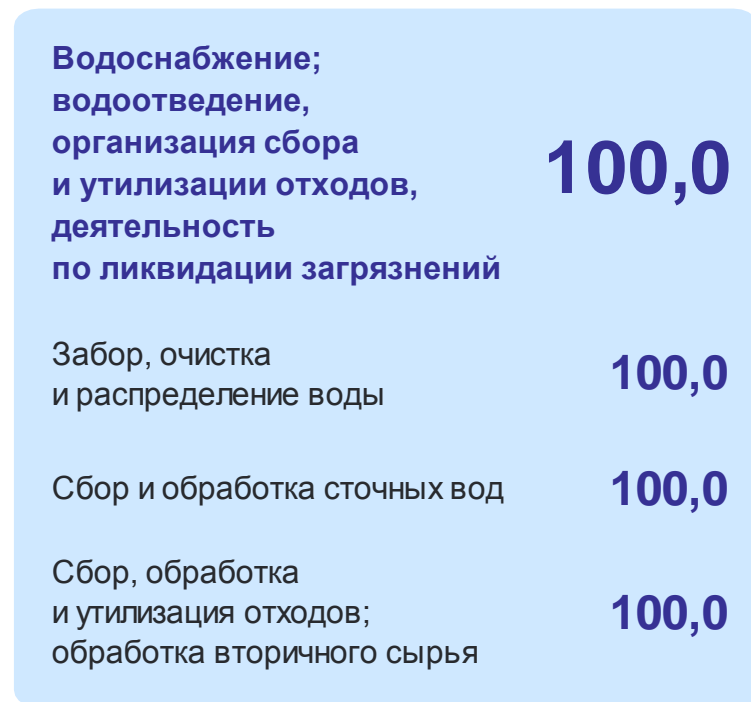 Водоснабжение;
водоотведение,
организация сбора
и утилизации отходов,
деятельность
по ликвидации загрязнений
100,0
Забор, очистка
и распределение воды
100,0
Сбор и обработка сточных вод
100,0
Сбор, обработка
и утилизация отходов;
обработка вторичного сырья
100,0